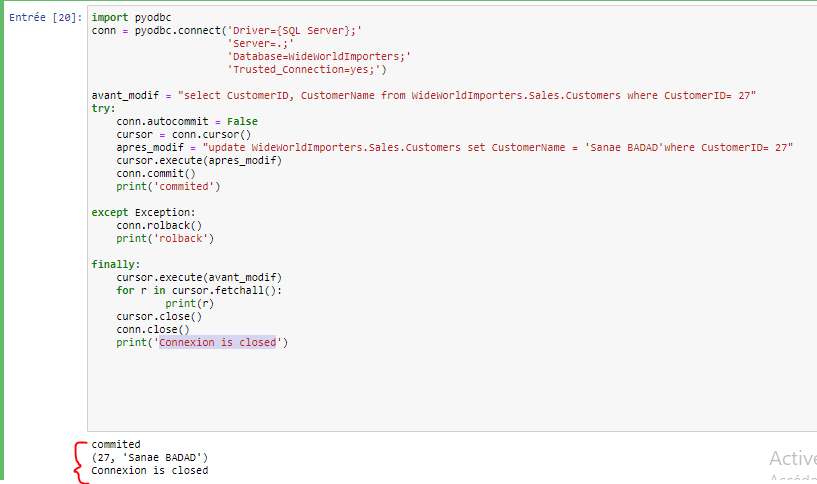 Entrée [20]: import pyodbc
conn = pyodbc.connect('Driver={SQL Server};'
'Server=.;'
'Database=WideWorldImporters;'
'Trusted_Connection=yes;')
avant_modif = "select CustomerID, CustomerName from WideWorldImporters.Sales.Customers where CustomerID= 27"
try:
conn.autocommit = False
cursor = conn.cursor()
apres_modif = "update WideWorldImporters.Sales.Customers set CustomerName = 'Sanae BADAD'where CustomerID= 27"
cursor.execute(apres_modif)
conn.commit()
print('commited')
except Exception:
conn.rolback()
print('rolback')
finally:
cursor.execute(avant_modif)
for r in cursor.fetchall():
print(r)
cursor.close()
conn.close()
print('Connexion is closed')
commited
(27, 'Sanae BADAD')
Connexion is closed
Active